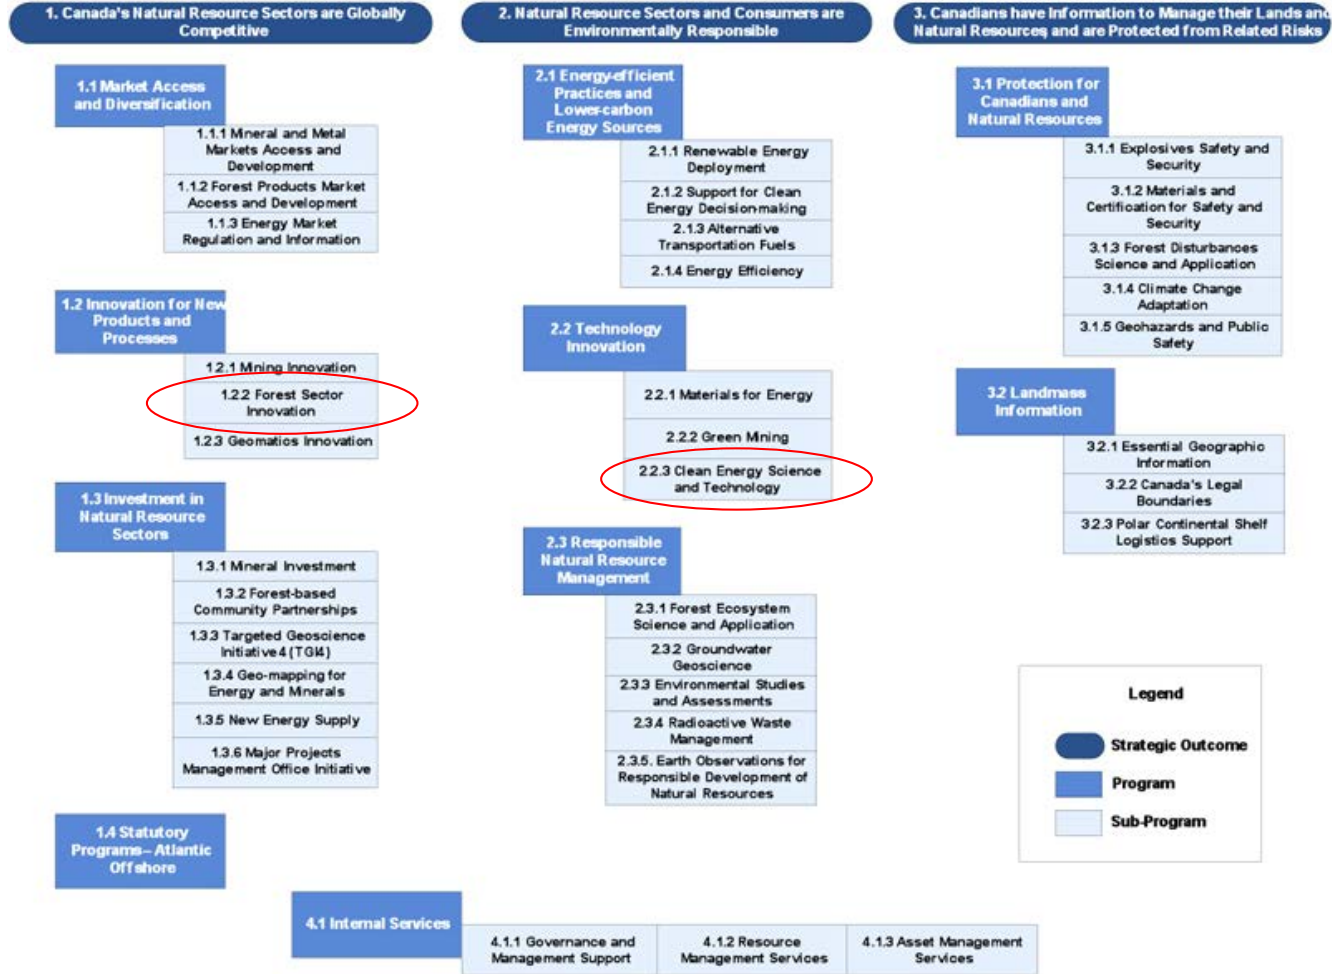 1. Canada's Natural Resource Sectors are Globally
Competitive
1.1 Market Access
and Diversification
1.1.1 Mineral and Metal
Markets Access and
Development
1.1.2 Forest Products Market
Access and Development
1.1.3 Energy Market
Regulation and Information
1.2 Innovation for New
Products and
Processes
1.2.1 Mining Innovation
1.2.2 Forest Sector
Innovation
1.2.3 Geomatics Innovation
1.3 Investment in
Natural Resource
Sectors
1.3.1 Mineral Investment
1.3.2 Forest-based
Community Partnerships
1.3.3 Targeted Geoscience
Initiative 4 (TGI4)
1.3.4 Geo-mapping for
Energy and Minerals
1.3.5 New Energy Supply
1.3.6 Major Projects
Management Office Initiative
1.4 Statutory
Programs – Atlantic
Offshore
2. Natural Resource Sectors and Consumers are
Environmentally Responsible
2.1 Energy-efficient
Practices and
Lower-carbon
Energy Sources
2.1.1 Renewable Energy
Deployment
2.1.2 Support for Clean
Energy Decision-making
2.1.3 Alternative
Transportation Fuels
2.1.4 Energy Efficiency
2.2 Technology
Innovation
2.2.1 Materials for Energy
2.2.2 Green Mining
2.2.3 Clean Energy Science
and Technology
2.3 Responsible
Natural Resource
Management
2.3.1 Forest Ecosystem
Science and Application
2.3.2 Groundwater
Geoscience
2.3.3 Environmental Studies
and Assessments
2.3.4 Radioactive Waste
Management
2.3.5. Earth Observations for
Responsible Development of
Natural Resources
3. Canadians have Information to Manage their Lands and
Natural Resources, and are Protected from Related Risks
3.1 Protection for
Canadians and
Natural Resources
3.1.1 Explosives Safety and
Security
3.1.2 Materials and
Certification for Safety and
Security
3.1.3 Forest Disturbances
Science and Application
3.1.4 Climate Change
Adaptation
3.1.5 Geohazards and Public
Safety
3.2 Landmass
Information
3.2.1 Essential Geographic
Information
3.2.2 Canada's Legal
Boundaries
3.2.3 Polar Continental Shelf
Logistics Support
Legend
Strategic Outcome
Program
Sub-Program
4.1 Internal Services
4.1.1 Governance and
Management Support
4.1.2 Resource
Management Services
4.1.3 Asset Management
Services